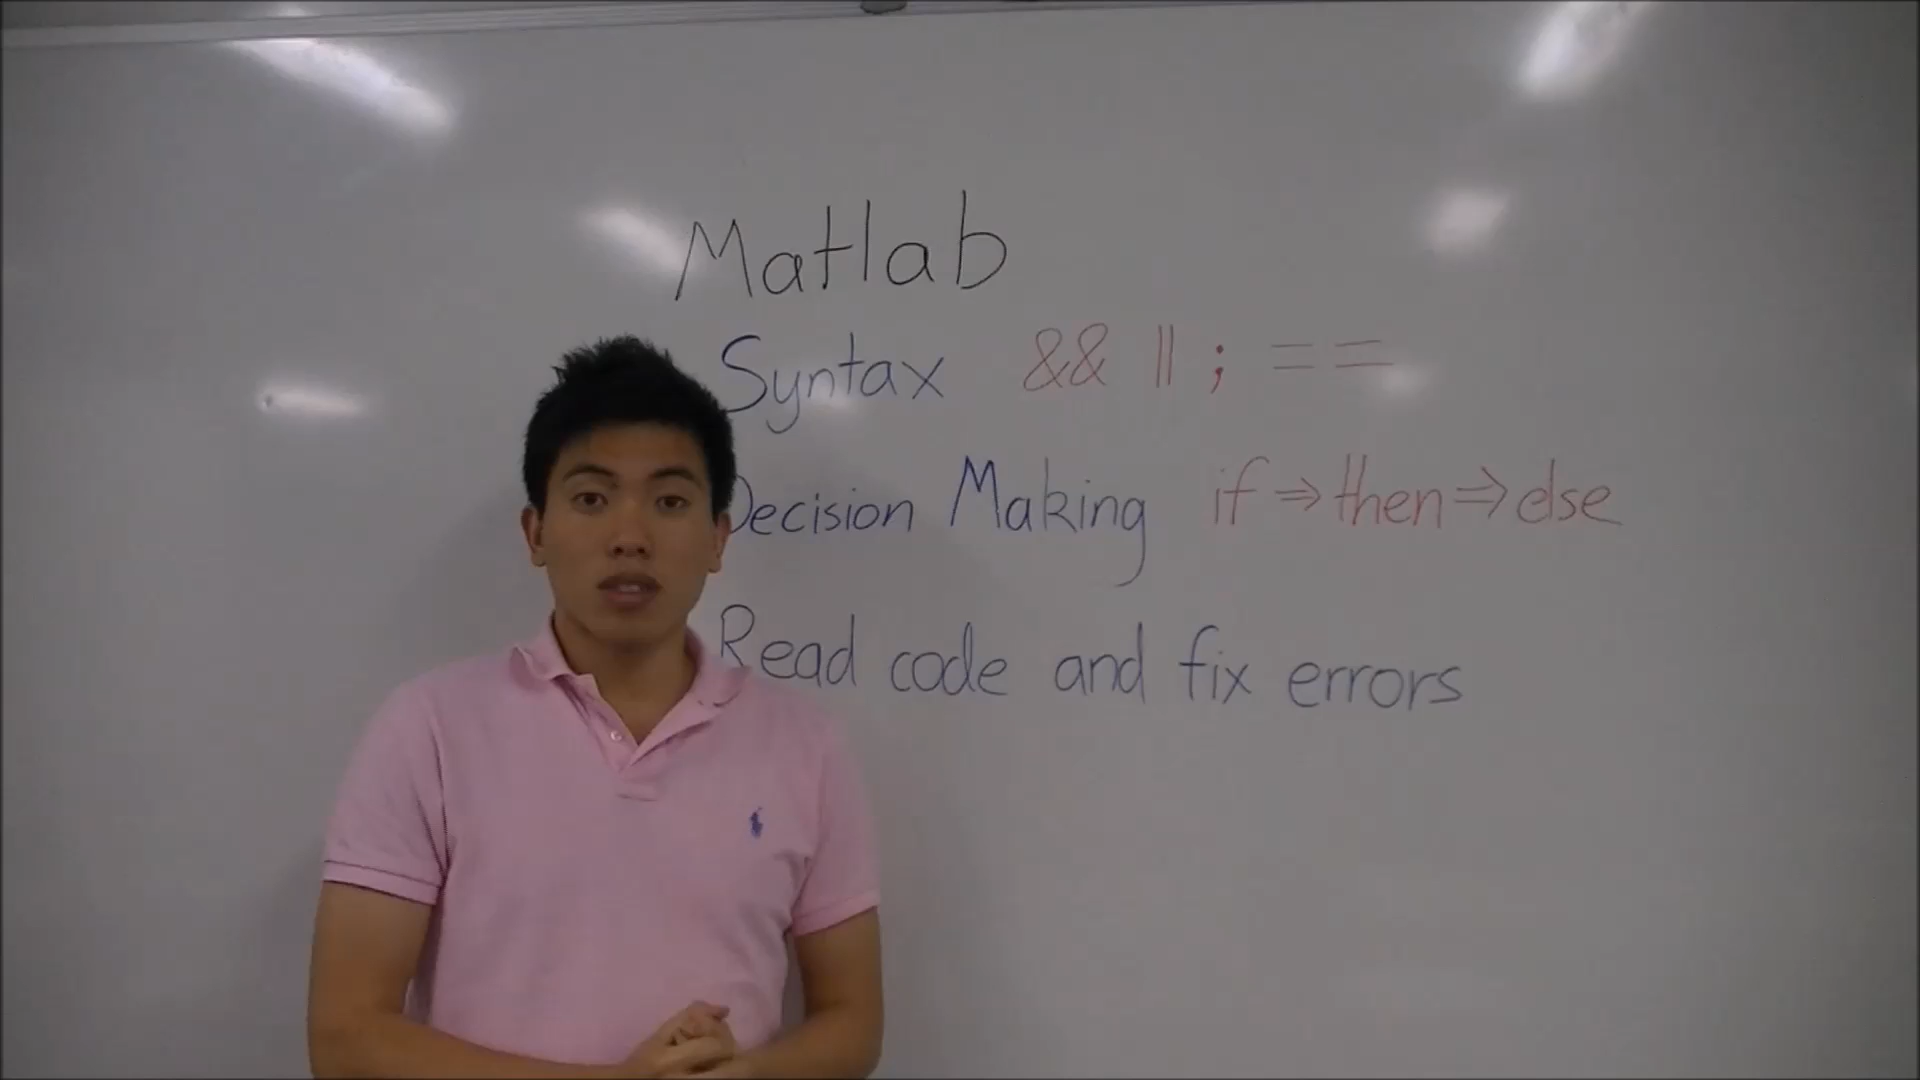 Matlab
Syntax && || ; ==
Decision Making if ⇒ then ⇒ else
Read code and fix errors